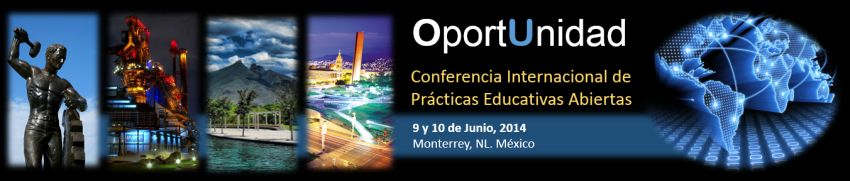 OportUnidad
Conferencia Internacional de
Prácticas Educativas Abiertas
9 y 10 de Junio, 2014
Monterrey, NL. México